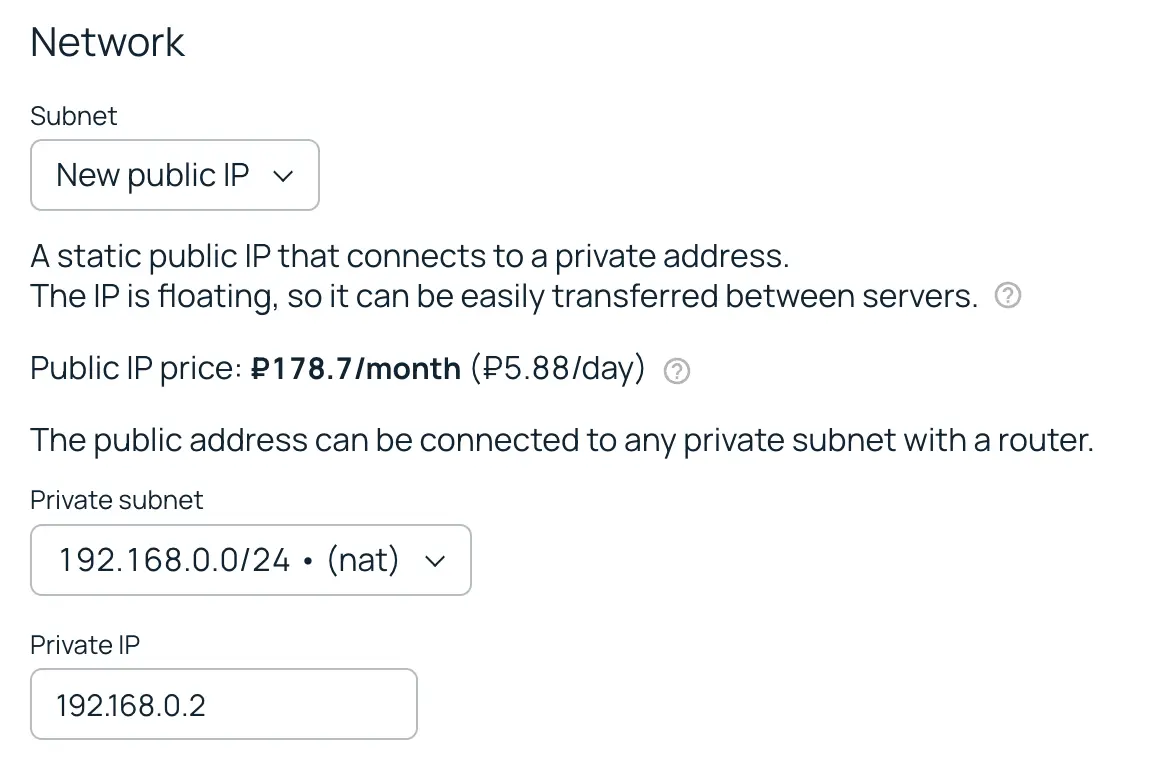 Network
Subnet
New public IP
A static public IP that connects to a private address.
The IP is floating, so it can be easily transferred between servers. ?
Public IP price: ₽178.7/month (₽5.88/day) ?
The public address can be connected to any private subnet with a router.
Private subnet
192.168.0.0/24 • (nat)
Private IP
192.168.0.2